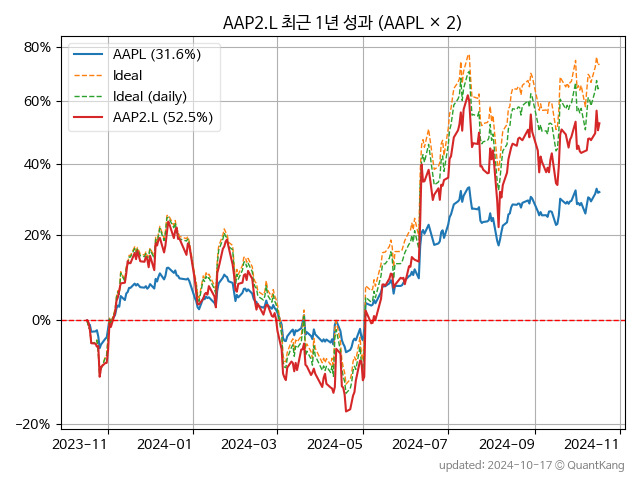 AAP2.L 최근 1년 성과 (AAPL × 2)
AAPL (31.6%)
Ideal
Ideal (daily)
AAP2.L (52.5%)
80%
60%
40%
20%
0%
−20%
2023−11
2024−01
2024−03
2024−05
2024−07
2024−09
2024−11
updated: 2024-10-17 © QuantKang